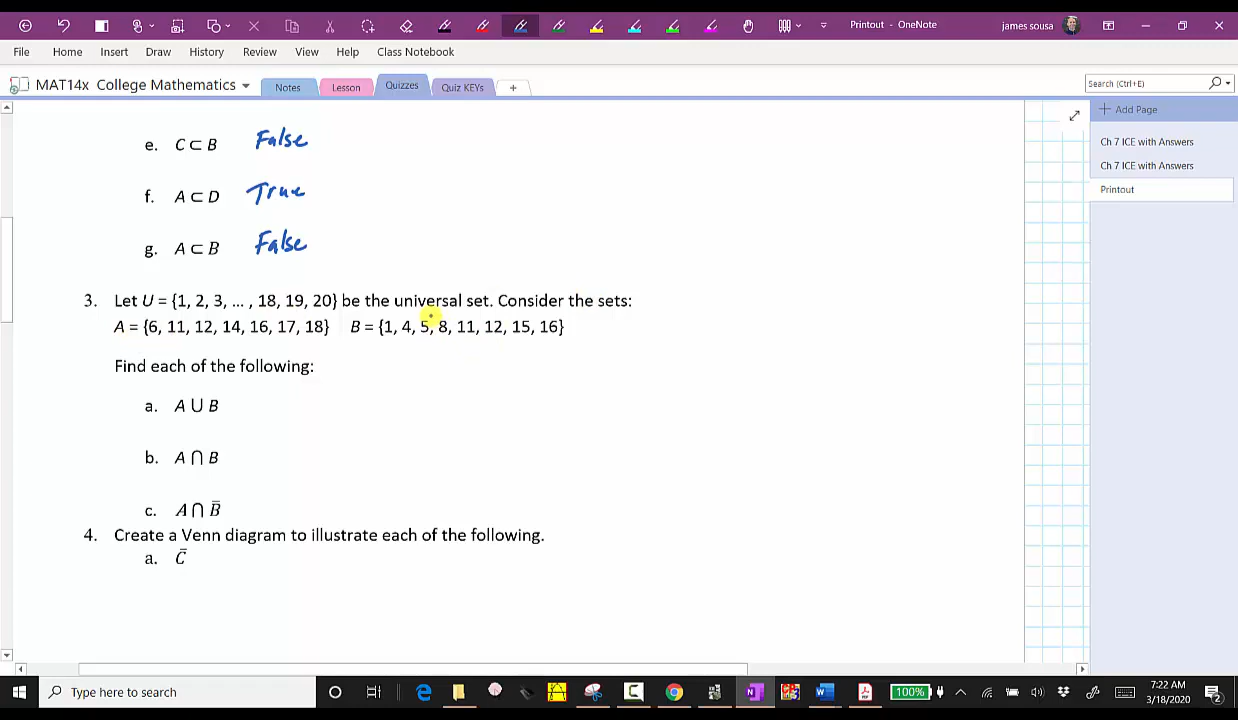 Printout - OneNote
james sousa
File Home Insert Draw History Review View Help Class Notebook
MAT14x College Mathematics
Notes Lesson Quizzes Quiz KEYs +
Search (Ctrl+E)
Add Page
Ch 7 ICE with Answers
Ch 7 ICE with Answers
Printout
e. C ⊂ B False
f. A ⊂ D True
g. A ⊂ B False
3. Let U = {1, 2, 3, ... , 18, 19, 20} be the universal set. Consider the sets:
A = {6, 11, 12, 14, 16, 17, 18} B = {1, 4, 5, 8, 11, 12, 15, 16}
Find each of the following:
a. A ⋃ B
b. A ⋂ B
c. A ⋂ B̅
4. Create a Venn diagram to illustrate each of the following.
a. C̅
Type here to search
100%
7:22 AM
3/18/2020
2